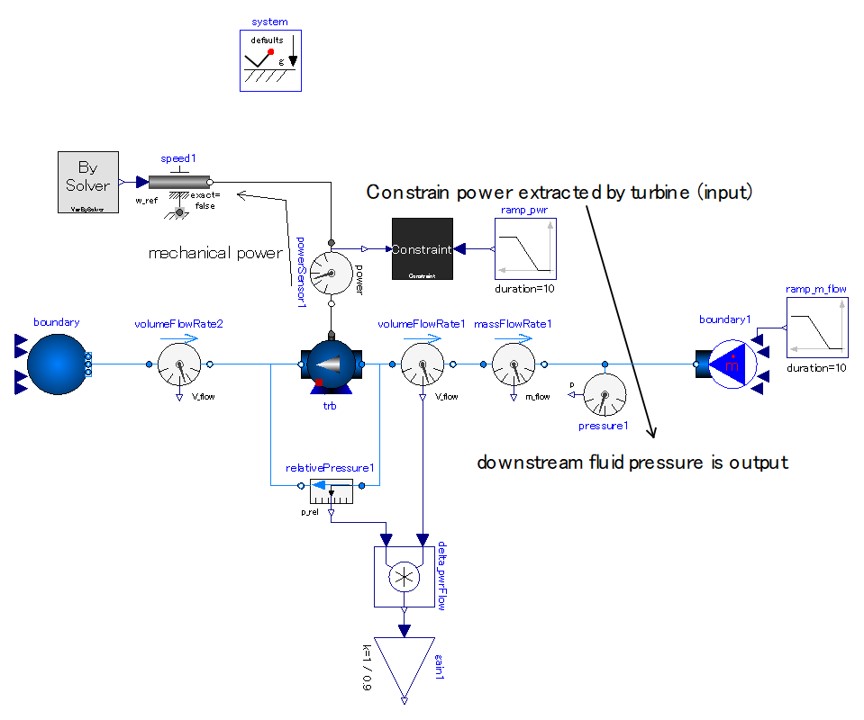 system
defaults
g
By
Solver
VarBySolver
speed1
w_ref
exact=
false
Constrain power extracted by turbine (input)
ramp_pwr
Constraint
Constraint
duration=10
mechanical power
powerSensor1
power
ramp_m_flow
duration=10
boundary
volumeFlowRate2
V_flow
trb
volumeFlowRate1
V_flow
massFlowRate1
m_flow
p
pressure1
boundary1
m
downstream fluid pressure is output
relativePressure1
p_rel
delta_pwrFlow
gain1
k=1 / 0.9